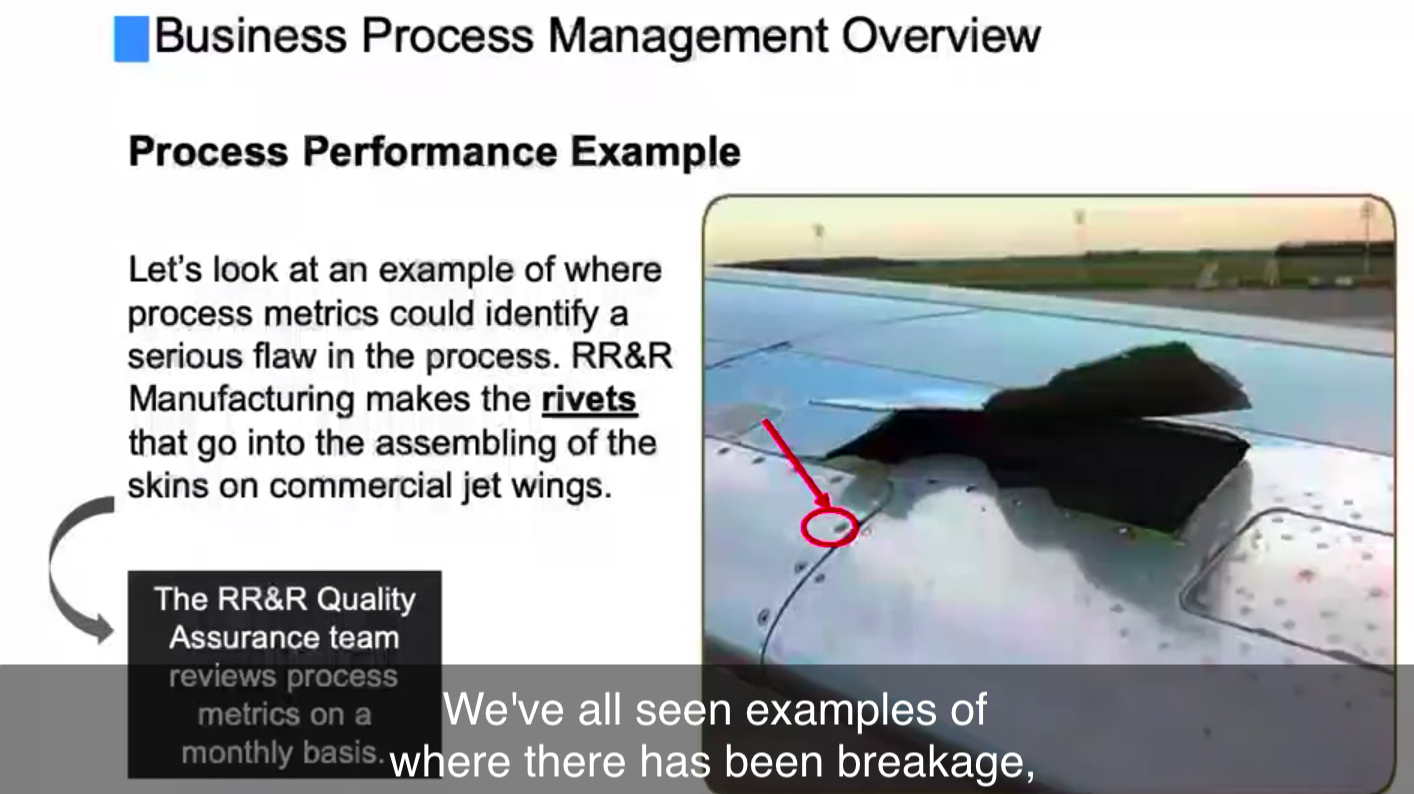 Business Process Management Overview
Process Performance Example
Let’s look at an example of where
process metrics could identify a
serious flaw in the process. RR&R
Manufacturing makes the rivets
that go into the assembling of the
skins on commercial jet wings.
The RR&R Quality
Assurance team
reviews process
metrics on a
monthly basis.
We've all seen examples of
where there has been breakage,